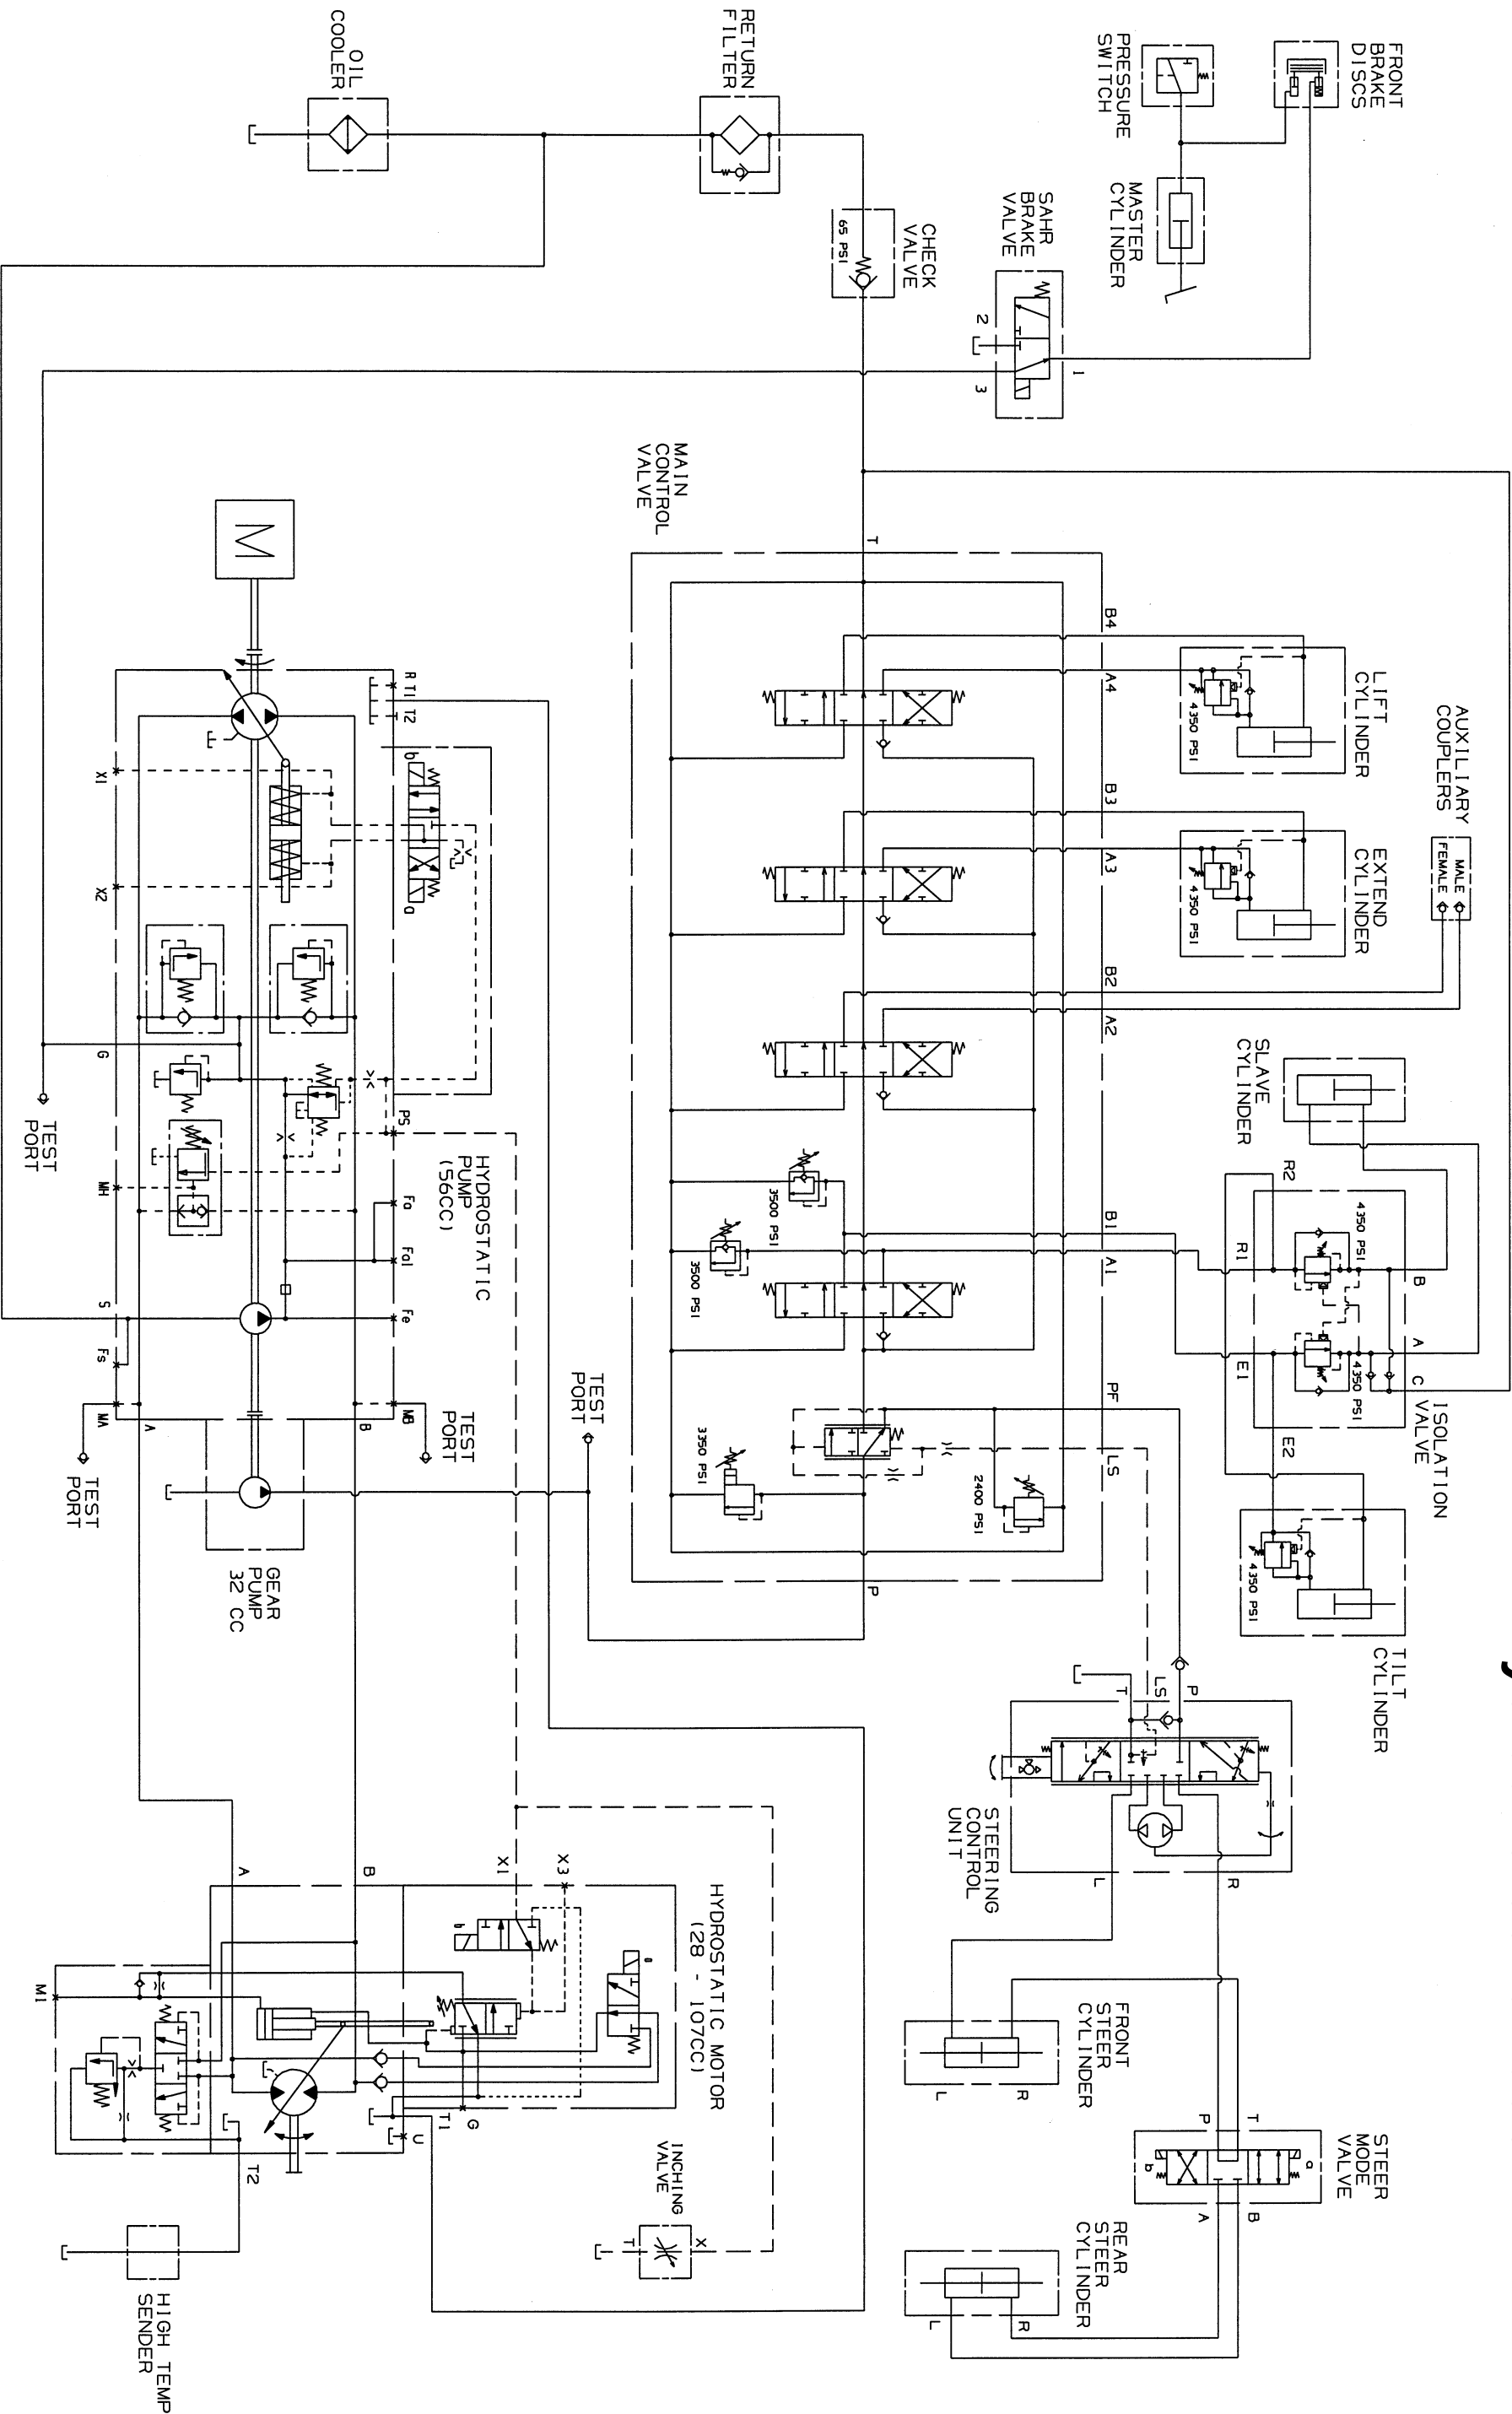 FRONT
BRAKE
DISCS
PRESSURE
SWITCH
MASTER
CYLINDER
RETURN
FILTER
OIL
COOLER
CHECK
VALVE
65 PSI
SAHR
BRAKE
VALVE
2
3
1
MAIN
CONTROL
VALVE
T
B4
A4
B3
A3
B2
A2
B1
A1
PF
LS
P
LIFT
CYLINDER
4350 PSI
EXTEND
CYLINDER
4350 PSI
AUXILIARY
COUPLERS
MALE
FEMALE
SLAVE
CYLINDER
R2
R1
4350 PSI
B
A
C
4350 PSI
E1
E2
ISOLATION
VALVE
TILT
CYLINDER
4350 PSI
3500 PSI
3500 PSI
3350 PSI
2400 PSI
M
R
T1
T2
b
a
X1
X2
G
PS
MH
Fa
Fa1
S
Fe
Fs
MA
MB
A
B
HYDROSTATIC
PUMP
(56CC)
TEST
PORT
TEST
PORT
TEST
PORT
TEST
PORT
GEAR
PUMP
32 CC
P
LS
T
STEERING
CONTROL
UNIT
L
R
FRONT
STEER
CYLINDER
R
L
STEER
MODE
VALVE
T
P
a
b
B
A
REAR
STEER
CYLINDER
R
L
HYDROSTATIC MOTOR
(28 - 107CC)
X3
X1
B
A
b
a
M1
G
T1
U
T2
INCHING
VALVE
X
T
HIGH TEMP
SENDER